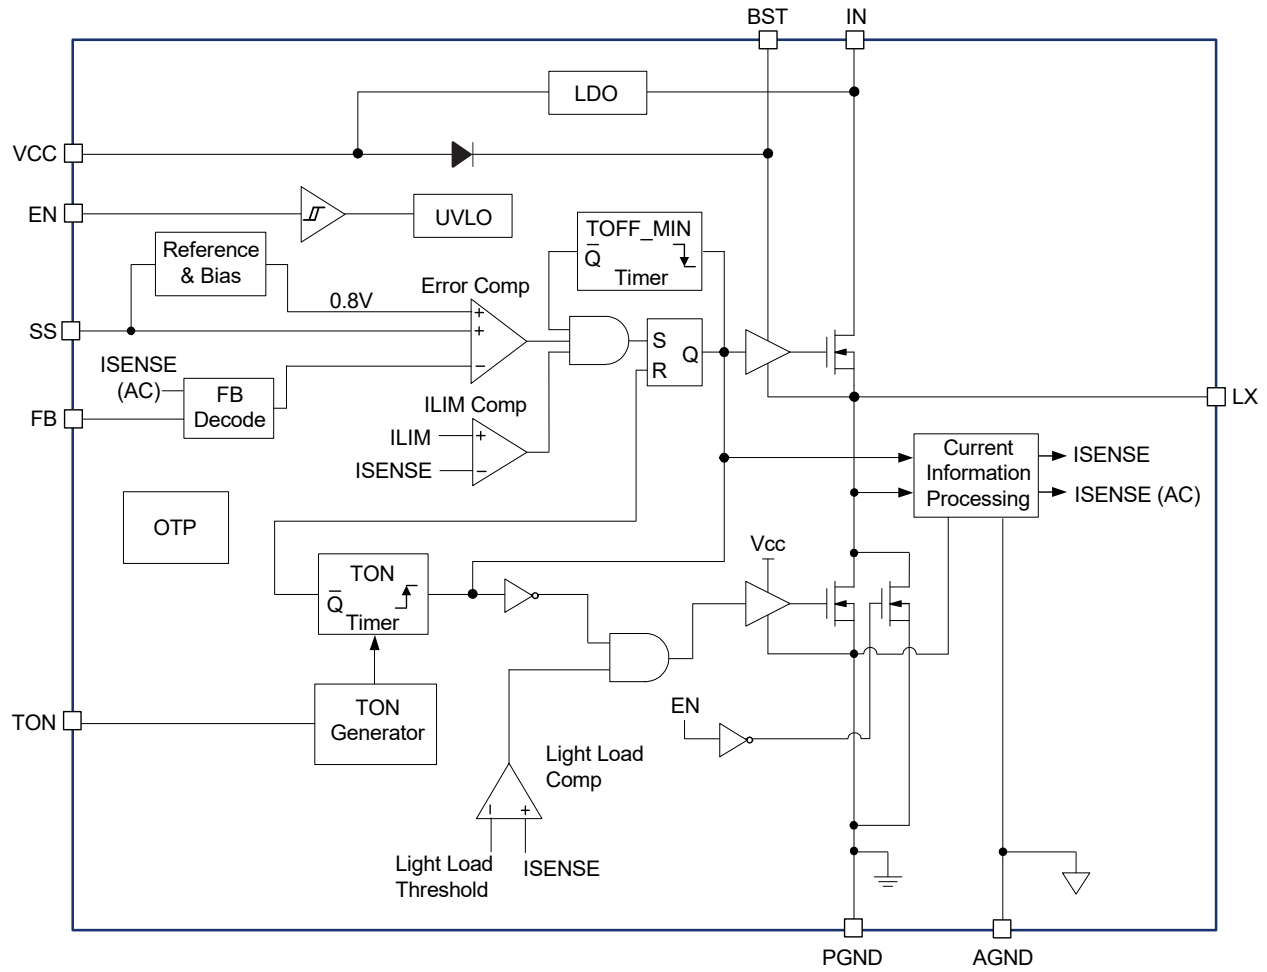 BST
IN
LDO
VCC
EN
UVLO
TOFF_MIN
Q̅
Timer
Reference
& Bias
0.8V
Error Comp
+
+
−
SS
S
R
Q
ISENSE
(AC)
FB
Decode
FB
LX
ILIM Comp
ILIM
+
ISENSE
−
Current
Information
Processing
ISENSE
ISENSE (AC)
OTP
Vcc
TON
Q̅
Timer
TON
TON
Generator
EN
Light Load
Comp
−
+
Light Load
Threshold
ISENSE
PGND
AGND